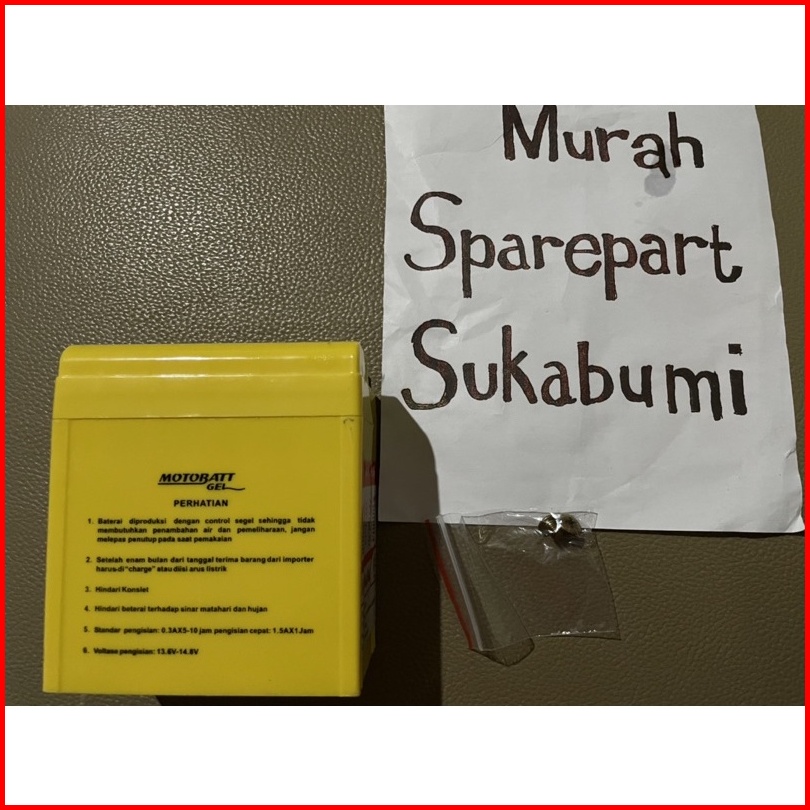 Murah
Sparepart
Sukabumi
MOTOBATT
GEL
PERHATIAN
1. Baterai diproduksi dengan control segel sehingga tidak
membutuhkan penambahan air dan pemeliharaan, jangan
melepas penutup pada saat pemakaian
2. Setelah enam bulan dari tanggal terima barang dari importer
harus di "charge" atau diisi arus listrik
3. Hindari Konslet
4. Hindari baterai terhadap sinar matahari dan hujan
5. Standar pengisian: 0.3AX5-10 jam pengisian cepat: 1.5AX1Jam
6. Voltase pengisian: 13.6V-14.8V